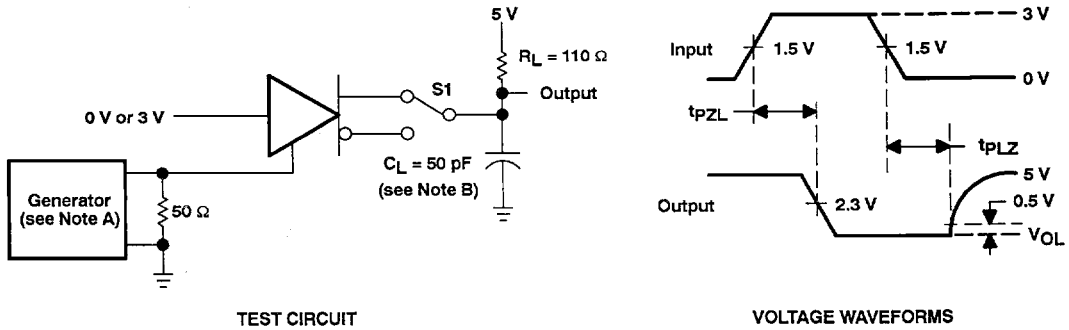 5 V
R_L = 110 Ω
S1
Output
0 V or 3 V
C_L = 50 pF
(see Note B)
Generator
(see Note A)
50 Ω
TEST CIRCUIT
3 V
Input
1.5 V
1.5 V
0 V
t_PZL
t_PLZ
5 V
0.5 V
Output
2.3 V
V_OL
VOLTAGE WAVEFORMS